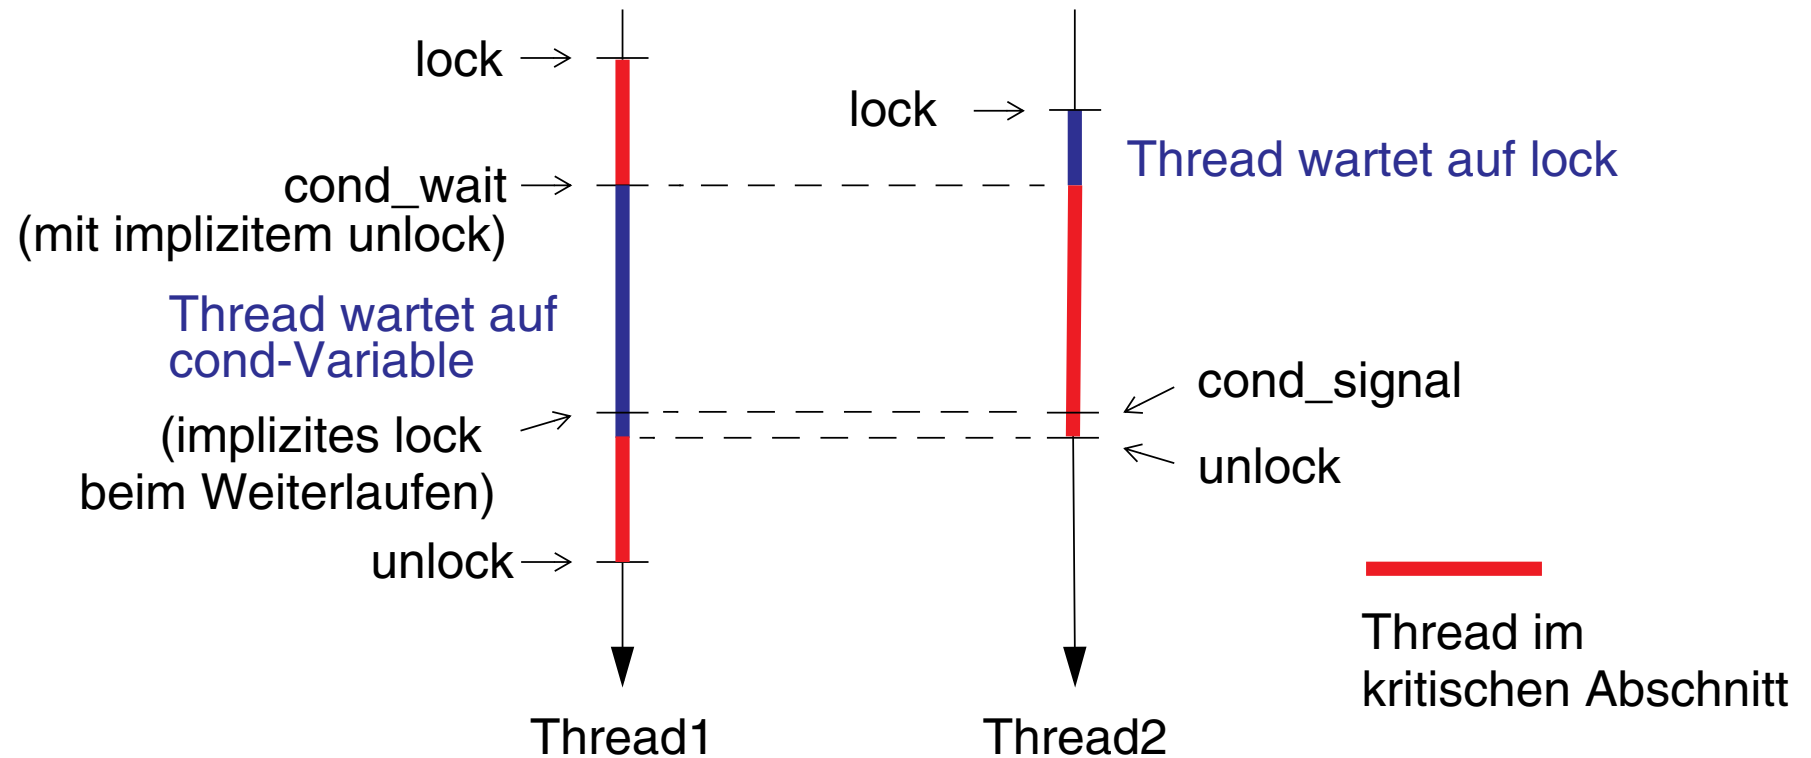 lock
cond_wait
(mit implizitem unlock)
Thread wartet auf
cond-Variable
(implizites lock
beim Weiterlaufen)
unlock
Thread1
lock
Thread wartet auf lock
cond_signal
unlock
Thread2
Thread im
kritischen Abschnitt